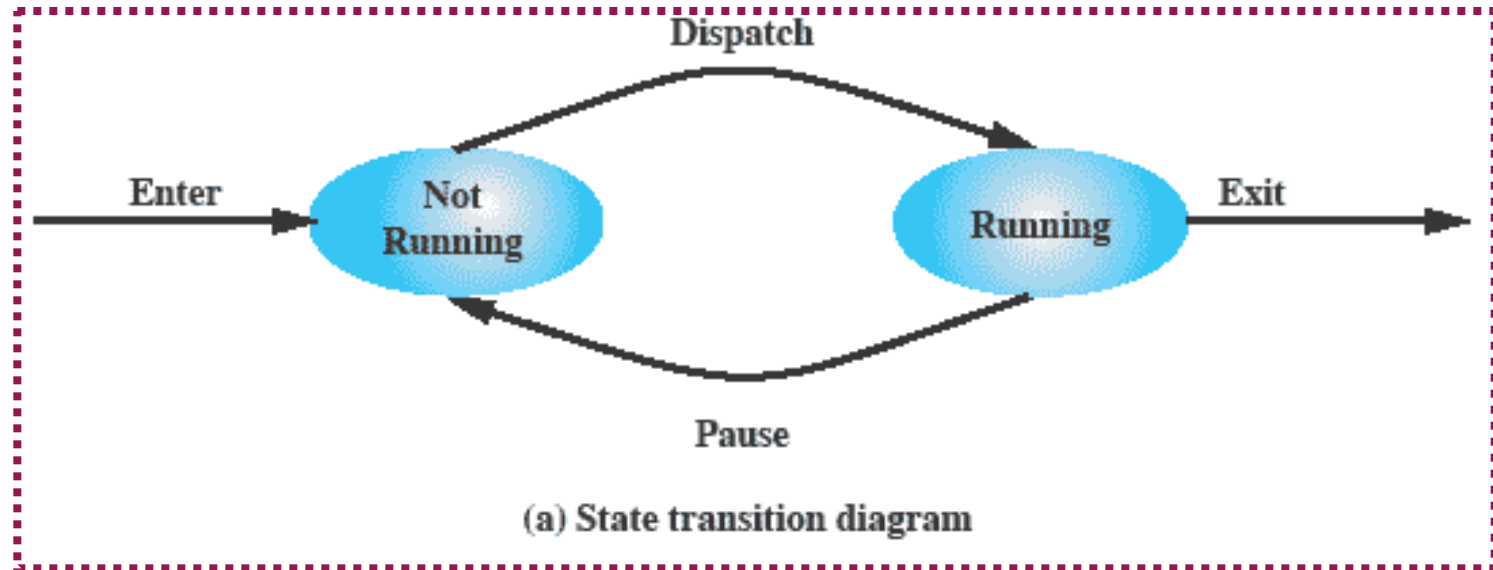 Dispatch
Enter
Not
Running
Running
Exit
Pause
(a) State transition diagram